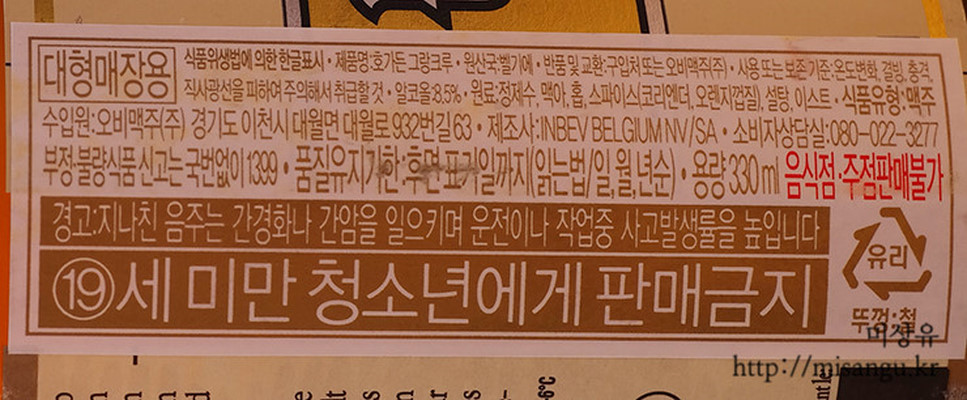 대형매장용
식품위생법에 의한 한글표시 • 제품명:호가든 그랑크루 • 원산국:벨기에 • 반품 및 교환:구입처 또는 오비맥주(주) • 사용 또는 보존 기준:온도변화, 결빙, 충격,
직사광선을 피하여 주의해서 취급할 것 • 알코올:8.5% • 원료:정제수, 맥아, 홉, 스파이스(코리엔더, 오렌지껍질), 설탕, 이스트 • 식품유형:맥주
수입원:오비맥주(주) 경기도 이천시 대월면 대월로 932번길 63 • 제조사:INBEV BELGIUM NV/SA • 소비자상담실:080-022-3277
부정·불량식품 신고는 국번없이 1399 • 품질유지기한:후면 표기일까지(읽는법/일,월,년순) • 용량 330ml 음식점·주점판매불가
경고:지나친 음주는 간경화나 간암을 일으키며 운전이나 작업중 사고발생률을 높입니다
19세 미만 청소년에게 판매금지
유리
뚜껑:철
미상유
http://misangu.kr